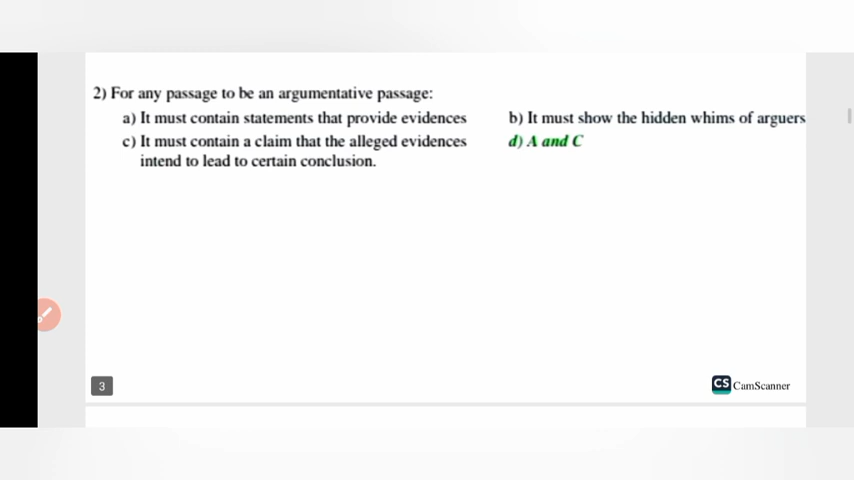 2) For any passage to be an argumentative passage:
a) It must contain statements that provide evidences
b) It must show the hidden whims of arguers
c) It must contain a claim that the alleged evidences
intend to lead to certain conclusion.
d) A and C
3
CS CamScanner